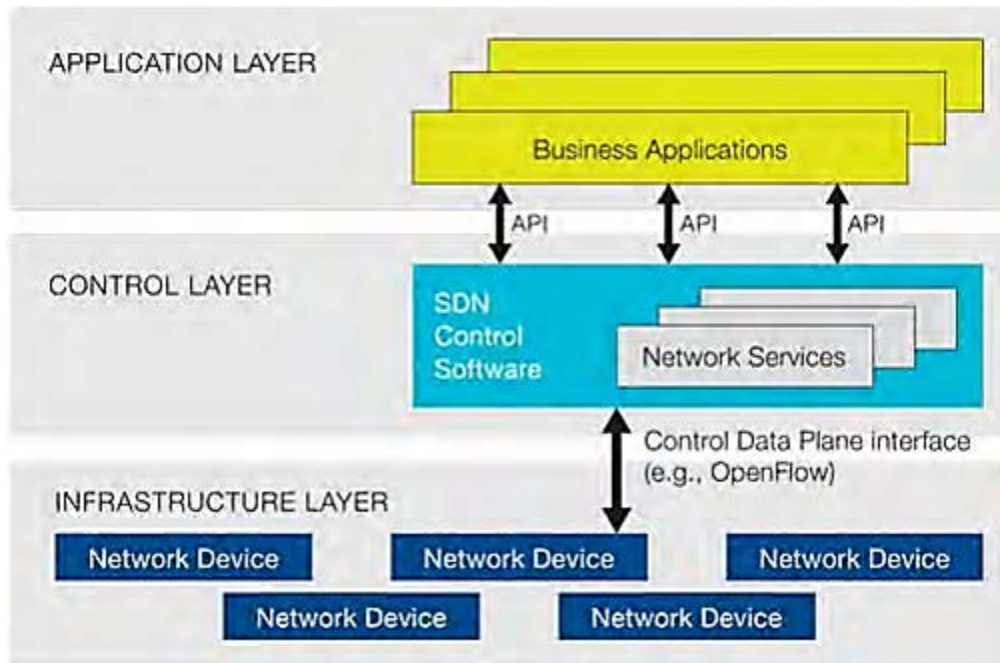 APPLICATION LAYER
Business Applications
API
API
API
CONTROL LAYER
SDN
Control
Software
Network Services
Control Data Plane interface
(e.g., OpenFlow)
INFRASTRUCTURE LAYER
Network Device
Network Device
Network Device
Network Device
Network Device